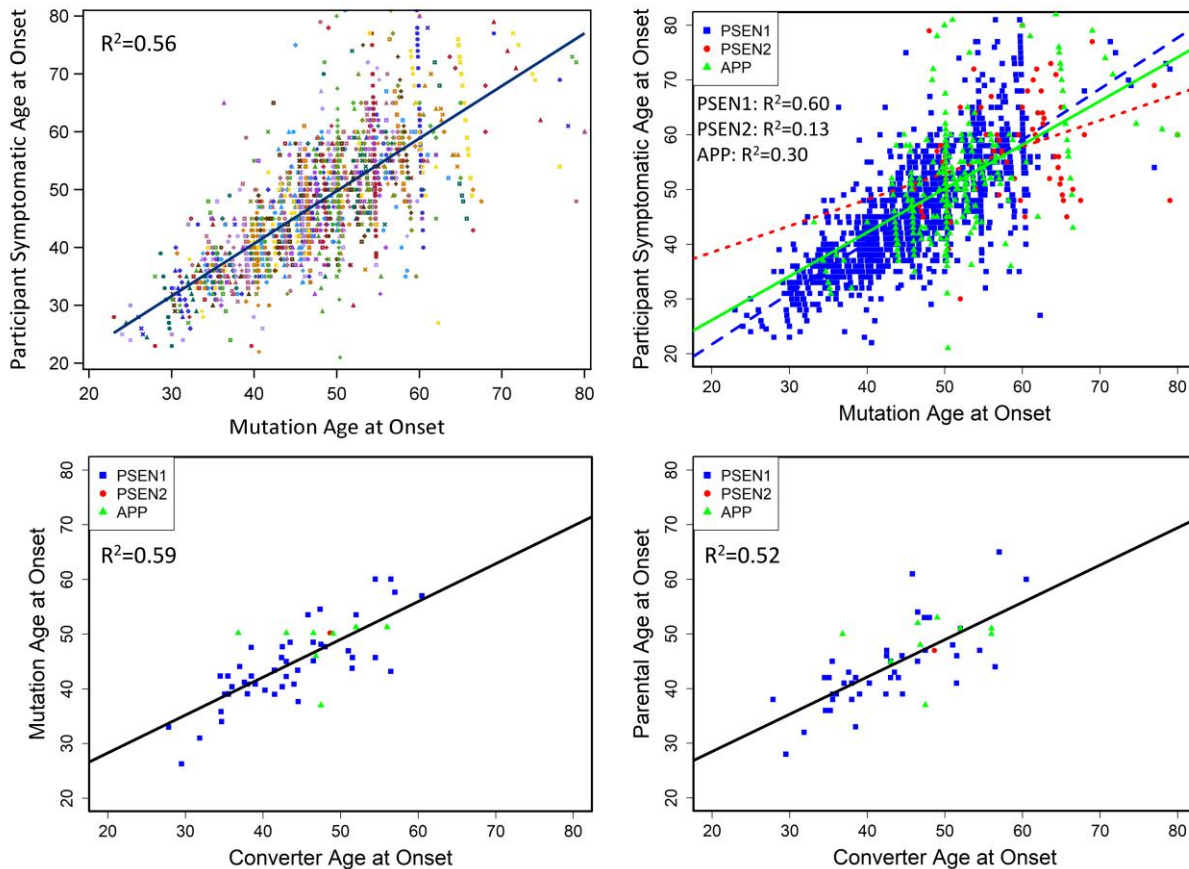 R²=0.56
Participant Symptomatic Age at Onset
80
70
60
50
40
30
20
20 30 40 50 60 70 80
Mutation Age at Onset
PSEN1
PSEN2
APP
PSEN1: R²=0.60
PSEN2: R²=0.13
APP: R²=0.30
Participant Symptomatic Age at Onset
80
70
60
50
40
30
20
20 30 40 50 60 70 80
Mutation Age at Onset
PSEN1
PSEN2
APP
R²=0.59
Mutation Age at Onset
80
70
60
50
40
30
20
20 30 40 50 60 70 80
Converter Age at Onset
PSEN1
PSEN2
APP
R²=0.52
Parental Age at Onset
80
70
60
50
40
30
20
20 30 40 50 60 70 80
Converter Age at Onset